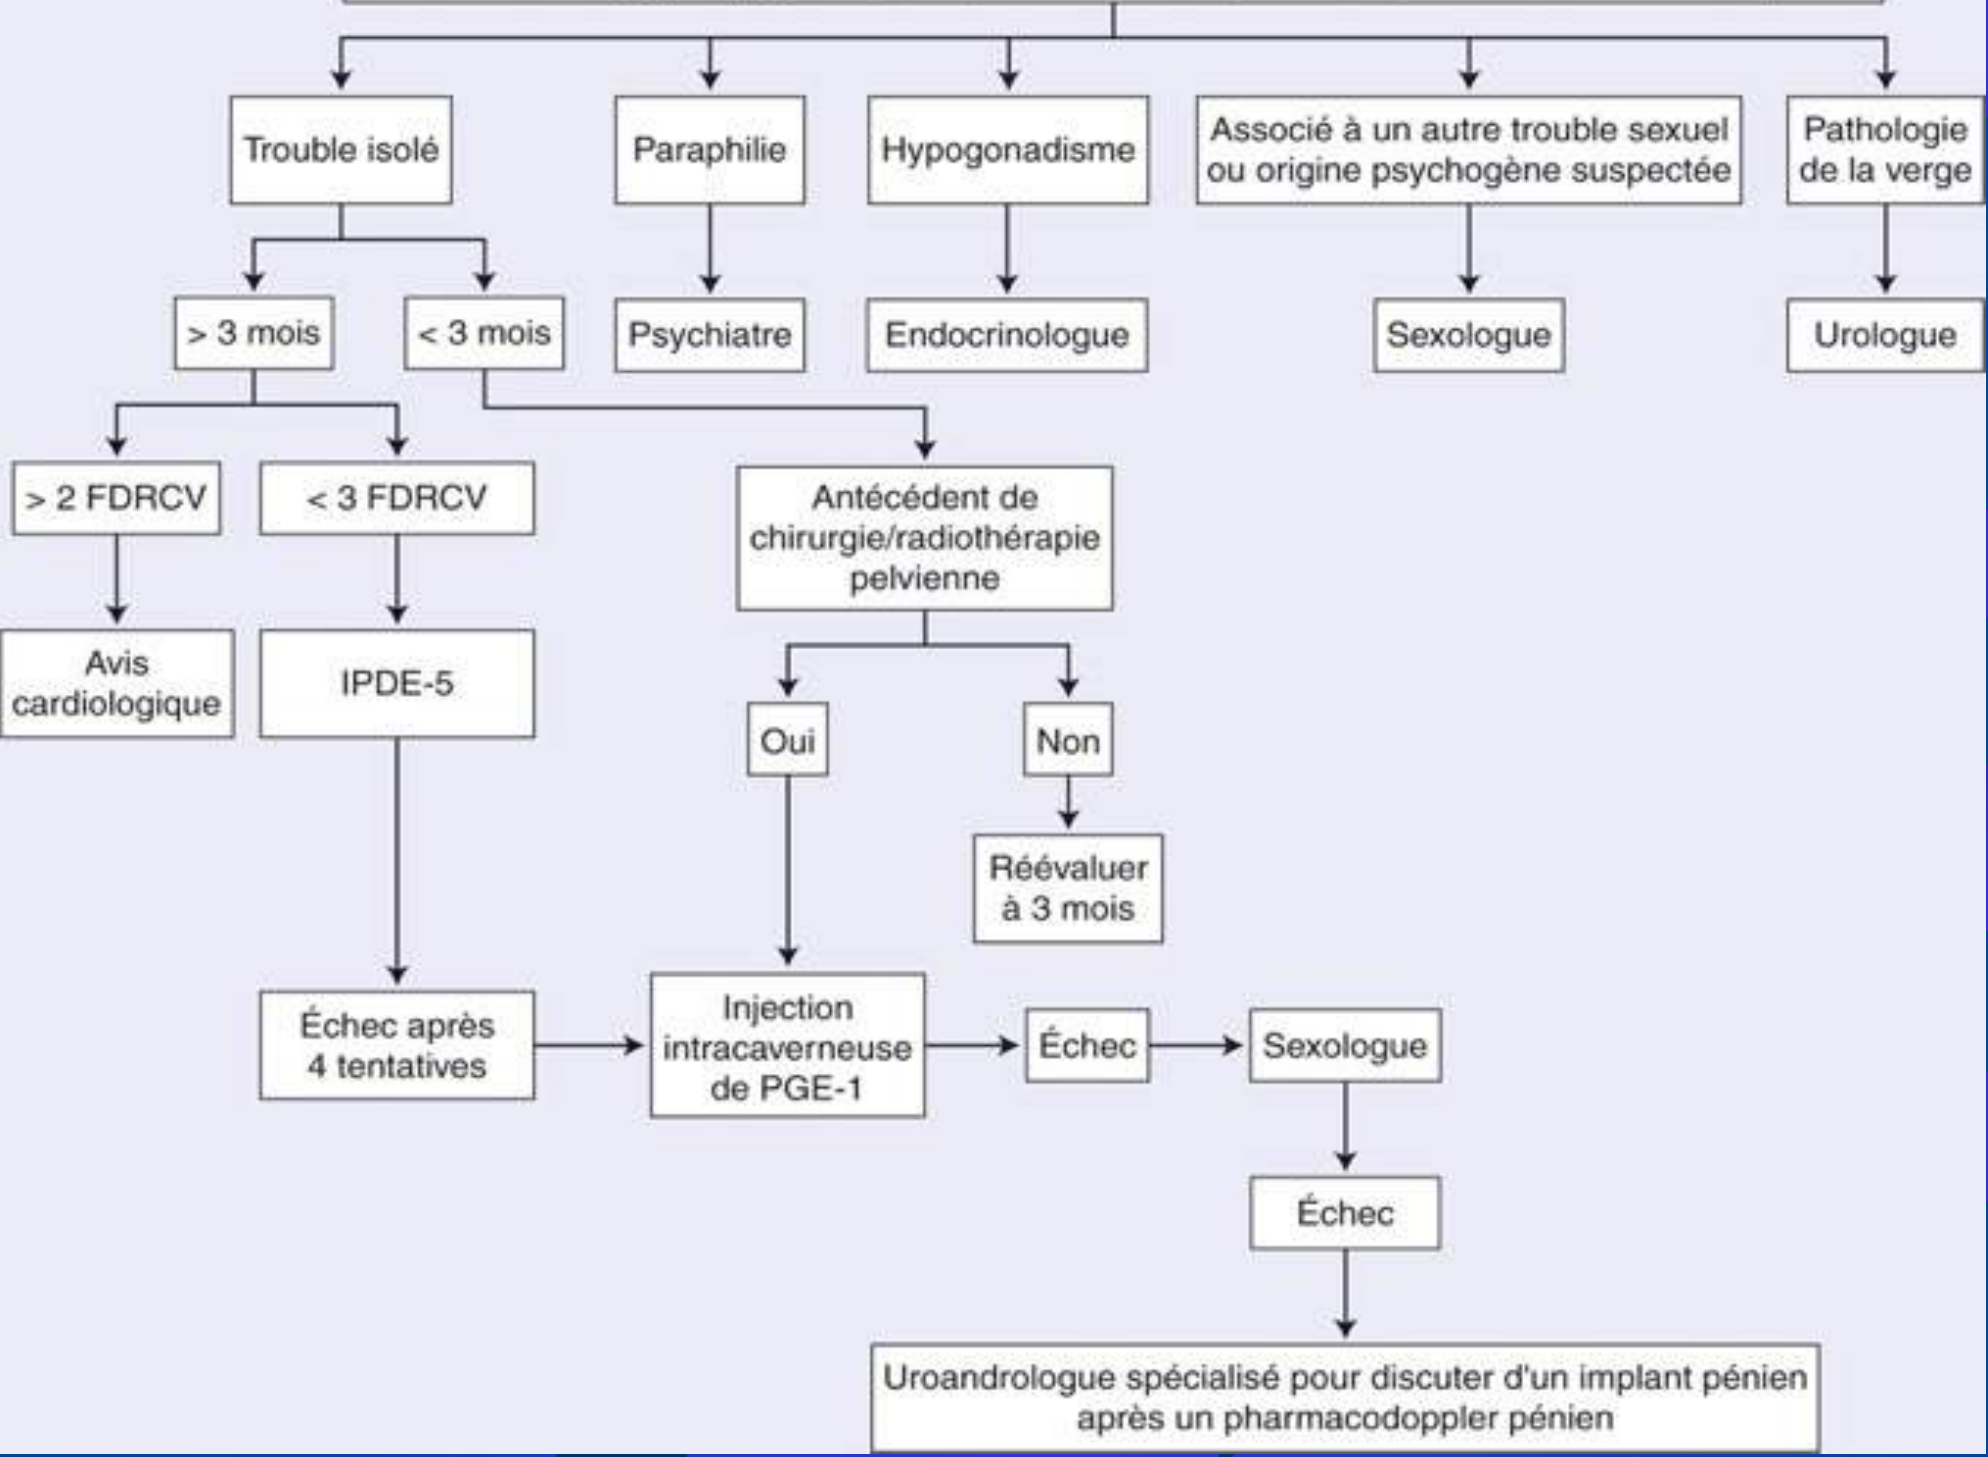 Trouble isolé
Paraphilie
Hypogonadisme
Associé à un autre trouble sexuel
ou origine psychogène suspectée
Pathologie
de la verge
> 3 mois
< 3 mois
Psychiatre
Endocrinologue
Sexologue
Urologue
> 2 FDRCV
< 3 FDRCV
Antécédent de
chirurgie/radiothérapie
pelvienne
Avis
cardiologique
IPDE-5
Oui
Non
Réévaluer
à 3 mois
Échec après
4 tentatives
Injection
intracaverneuse
de PGE-1
Échec
Sexologue
Échec
Uroandrologue spécialisé pour discuter d'un implant pénien
après un pharmacodoppler pénien